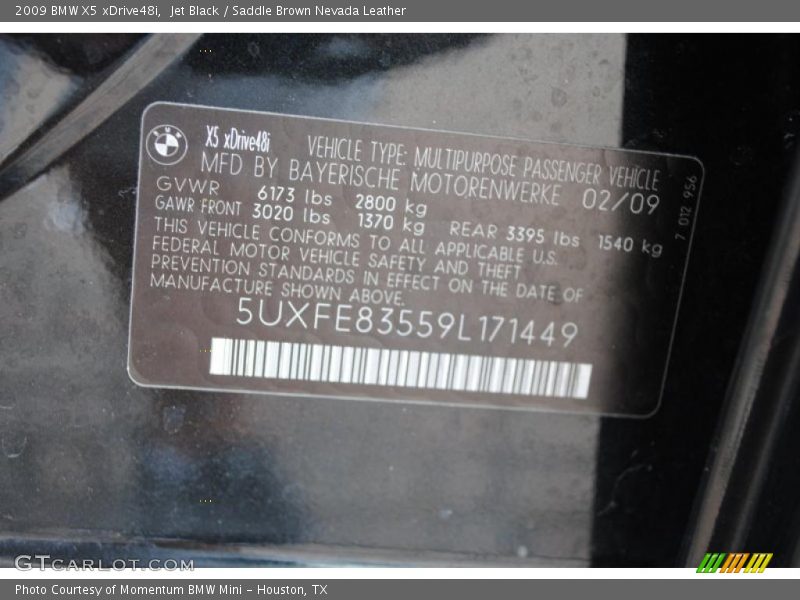 2009 BMW X5 xDrive48i, Jet Black / Saddle Brown Nevada Leather
BMW
X5 xDrive48i
VEHICLE TYPE: MULTIPURPOSE PASSENGER VEHICLE
MFD BY BAYERISCHE MOTORENWERKE 02/09
GVWR 6173 lbs 2800 kg
GAWR FRONT 3020 lbs 1370 kg REAR 3395 lbs 1540 kg
THIS VEHICLE CONFORMS TO ALL APPLICABLE U.S.
FEDERAL MOTOR VEHICLE SAFETY AND THEFT
PREVENTION STANDARDS IN EFFECT ON THE DATE OF
MANUFACTURE SHOWN ABOVE.
5UXFE83559L171449
7 012 956
GTCARLOT.COM
Photo Courtesy of Momentum BMW Mini - Houston, TX